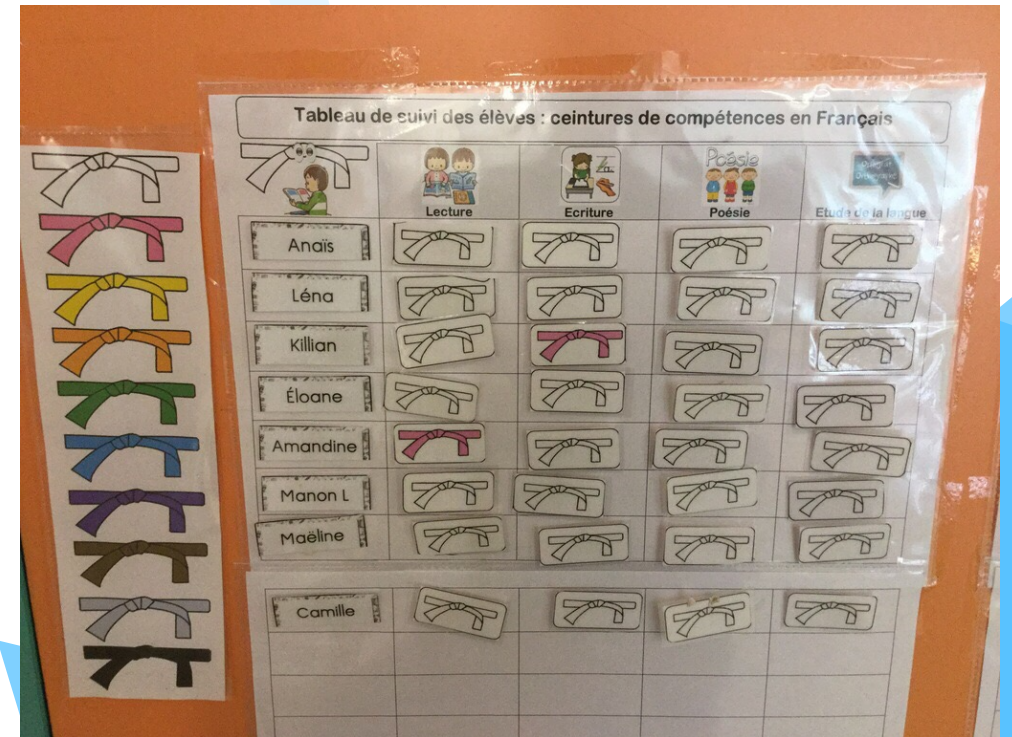 Tableau de suivi des élèves : ceintures de compétences en Français
Poésie
Lecture
Ecriture
Poésie
Etude de la langue
Anaïs
Léna
Killian
Éloane
Amandine
Manon L
Maëline
Camille